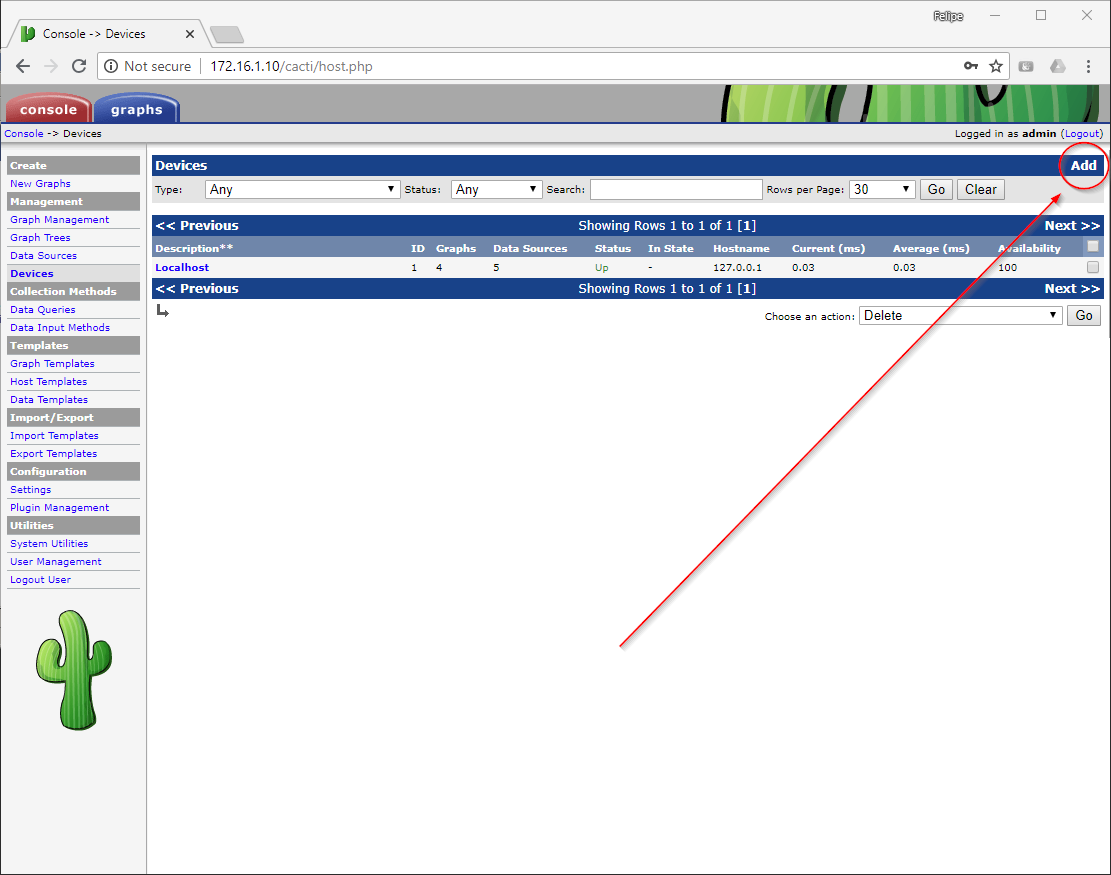 Felipe
Console -> Devices
Not secure 172.16.1.10/cacti/host.php
console graphs
Console -> Devices Logged in as admin (Logout)
Create
New Graphs
Management
Graph Management
Graph Trees
Data Sources
Devices
Collection Methods
Data Queries
Data Input Methods
Templates
Graph Templates
Host Templates
Data Templates
Import/Export
Import Templates
Export Templates
Configuration
Settings
Plugin Management
Utilities
System Utilities
User Management
Logout User
Devices Add
Type: Any Status: Any Search: Rows per Page: 30 Go Clear
<< Previous Showing Rows 1 to 1 of 1 [1] Next >>
Description** ID Graphs Data Sources Status In State Hostname Current (ms) Average (ms) Availability
Localhost 1 4 5 Up - 127.0.0.1 0.03 0.03 100
<< Previous Showing Rows 1 to 1 of 1 [1] Next >>
Choose an action: Delete Go